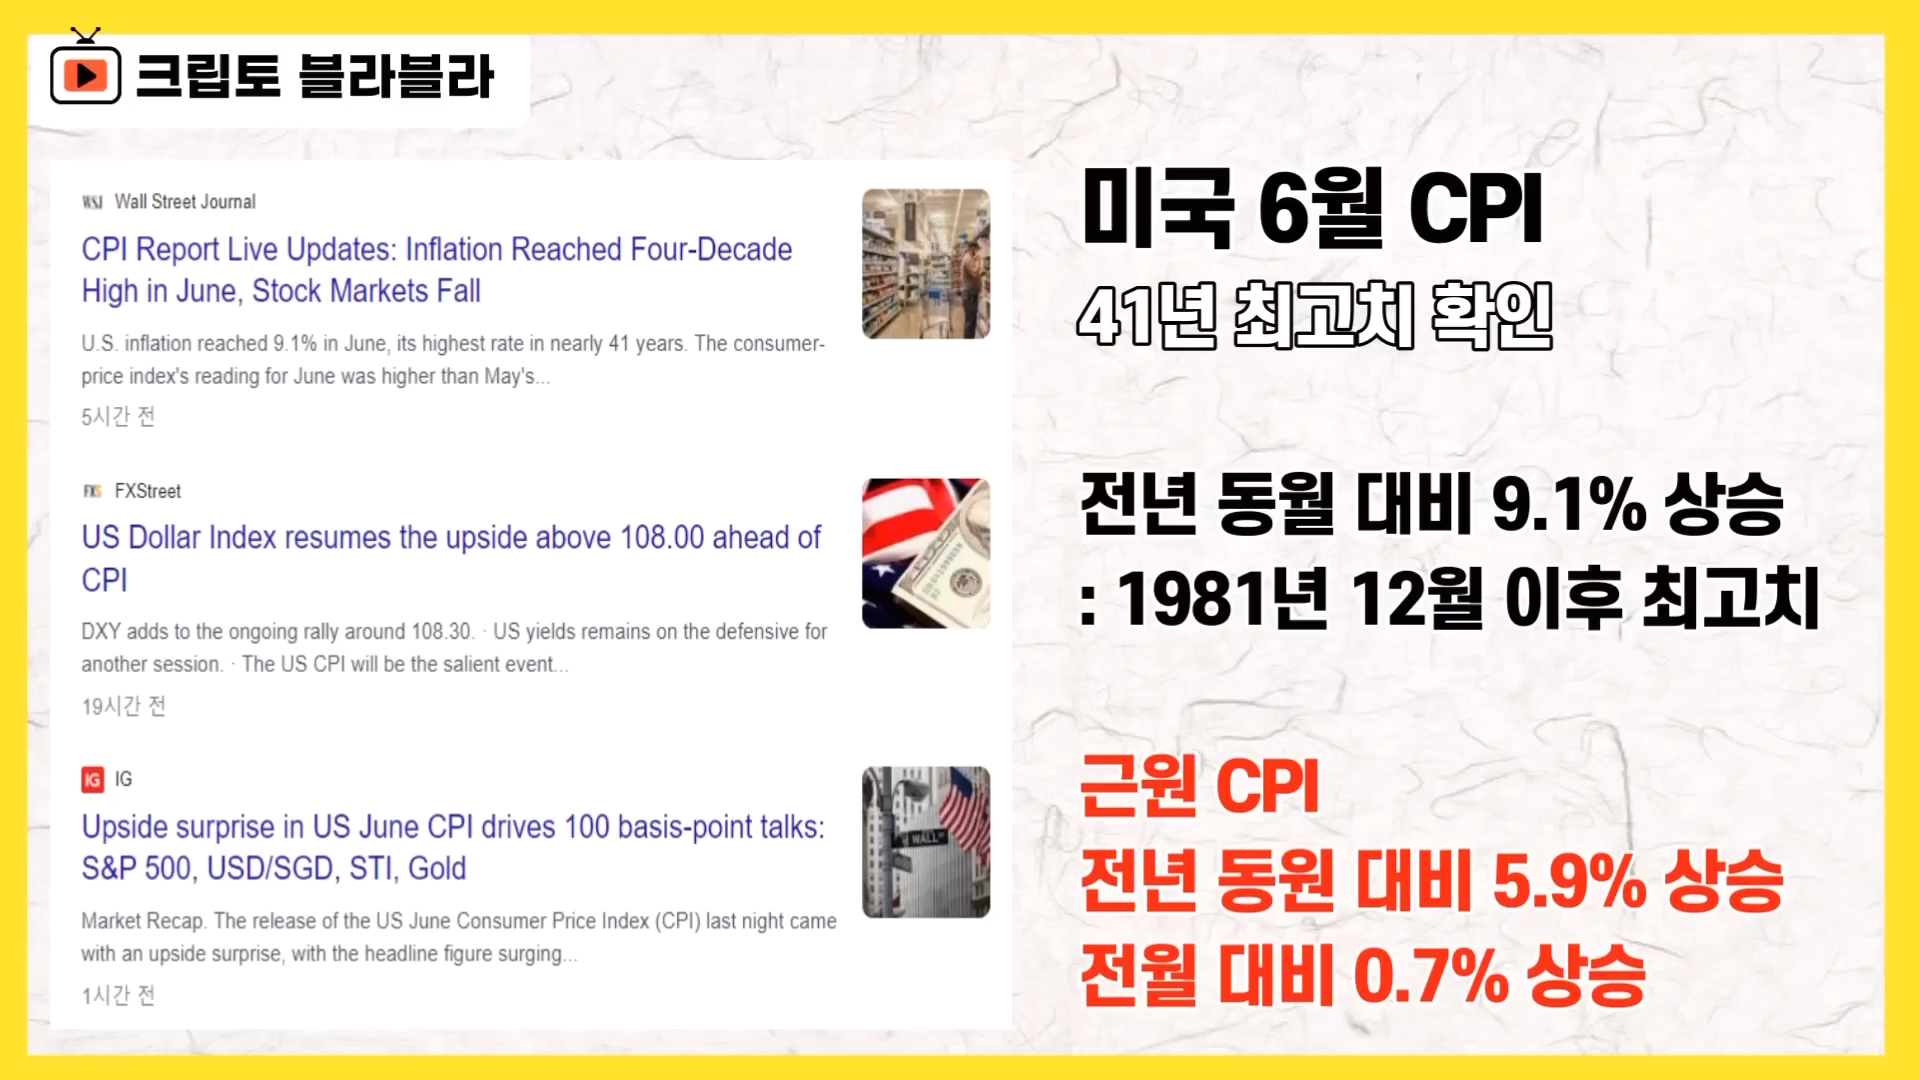 크립토 블라블라
WSJ Wall Street Journal
CPI Report Live Updates: Inflation Reached Four-Decade
High in June, Stock Markets Fall
U.S. inflation reached 9.1% in June, its highest rate in nearly 41 years. The consumer-
price index's reading for June was higher than May's...
5시간 전
FXS FXStreet
US Dollar Index resumes the upside above 108.00 ahead of
CPI
DXY adds to the ongoing rally around 108.30. · US yields remains on the defensive for
another session. · The US CPI will be the salient event...
19시간 전
IG IG
Upside surprise in US June CPI drives 100 basis-point talks:
S&P 500, USD/SGD, STI, Gold
Market Recap. The release of the US June Consumer Price Index (CPI) last night came
with an upside surprise, with the headline figure surging...
1시간 전
WALL
미국 6월 CPI
41년 최고치 확인
전년 동월 대비 9.1% 상승
: 1981년 12월 이후 최고치
근원 CPI
전년 동원 대비 5.9% 상승
전월 대비 0.7% 상승